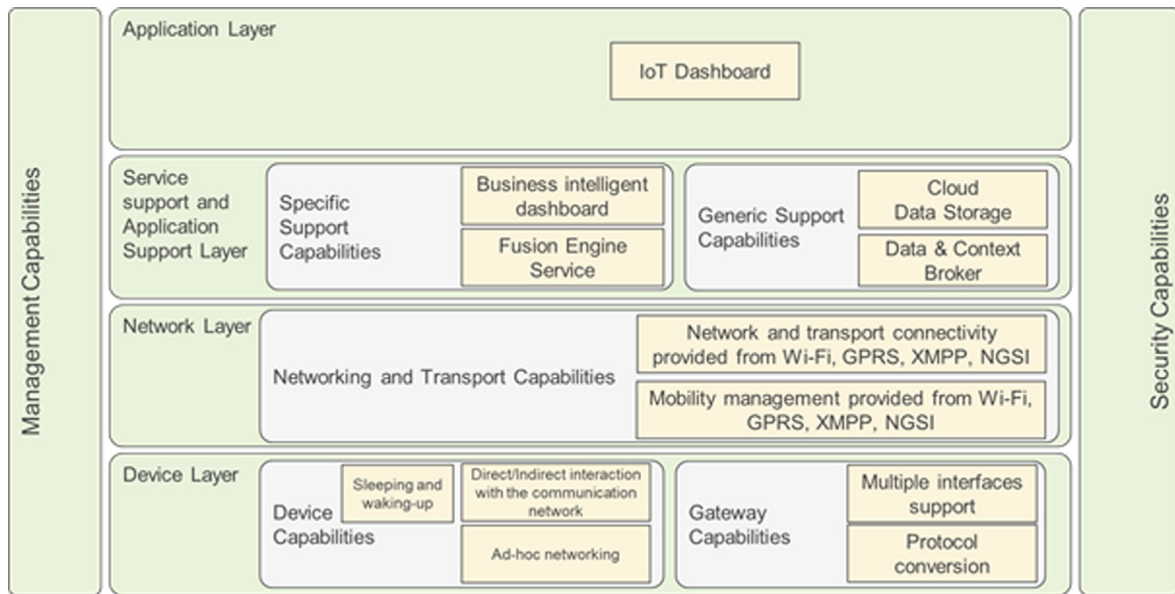 Management Capabilities
Application Layer
IoT Dashboard
Service
support and
Application
Support Layer
Specific
Support
Capabilities
Business intelligent
dashboard
Fusion Engine
Service
Generic Support
Capabilities
Cloud
Data Storage
Data & Context
Broker
Network Layer
Networking and Transport Capabilities
Network and transport connectivity
provided from Wi-Fi, GPRS, XMPP, NGSI
Mobility management provided from Wi-Fi,
GPRS, XMPP, NGSI
Device Layer
Device
Capabilities
Sleeping and
waking-up
Direct/Indirect interaction
with the communication
network
Ad-hoc networking
Gateway
Capabilities
Multiple interfaces
support
Protocol
conversion
Security Capabilities